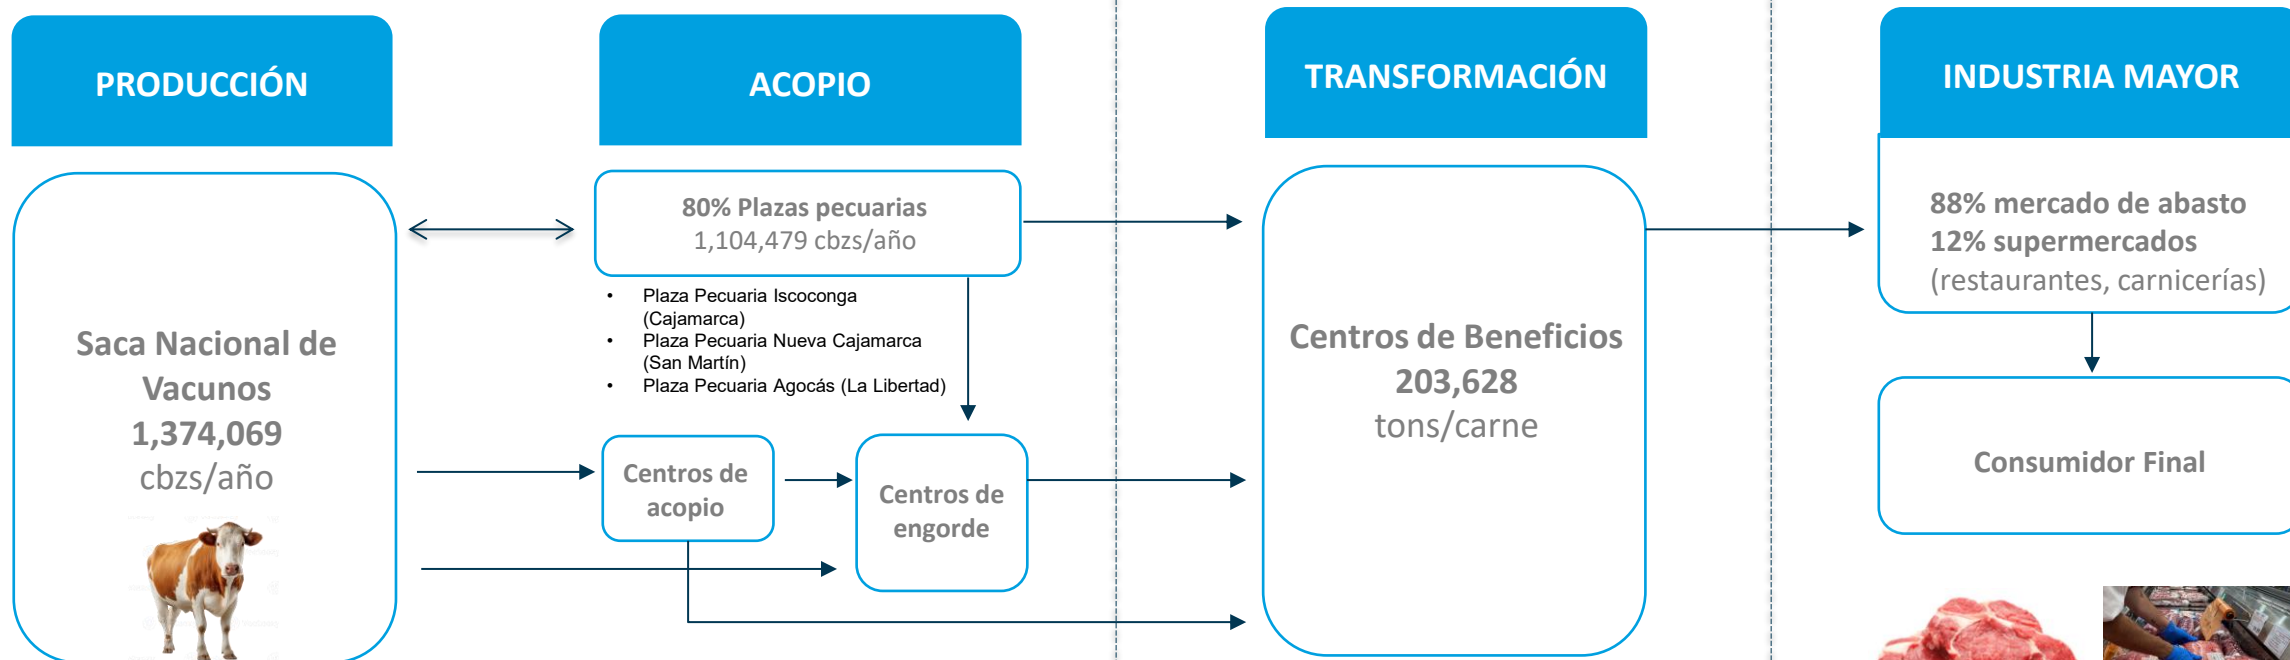 PRODUCCIÓN
Saca Nacional de
Vacunos
1,374,069
cbzs/año
ACOPIO
80% Plazas pecuarias
1,104,479 cbzs/año
• Plaza Pecuaria Iscoconga
(Cajamarca)
• Plaza Pecuaria Nueva Cajamarca
(San Martín)
• Plaza Pecuaria Agocás (La Libertad)
Centros de
acopio
Centros de
engorde
TRANSFORMACIÓN
Centros de Beneficios
203,628
tons/carne
INDUSTRIA MAYOR
88% mercado de abasto
12% supermercados
(restaurantes, carnicerías)
Consumidor Final